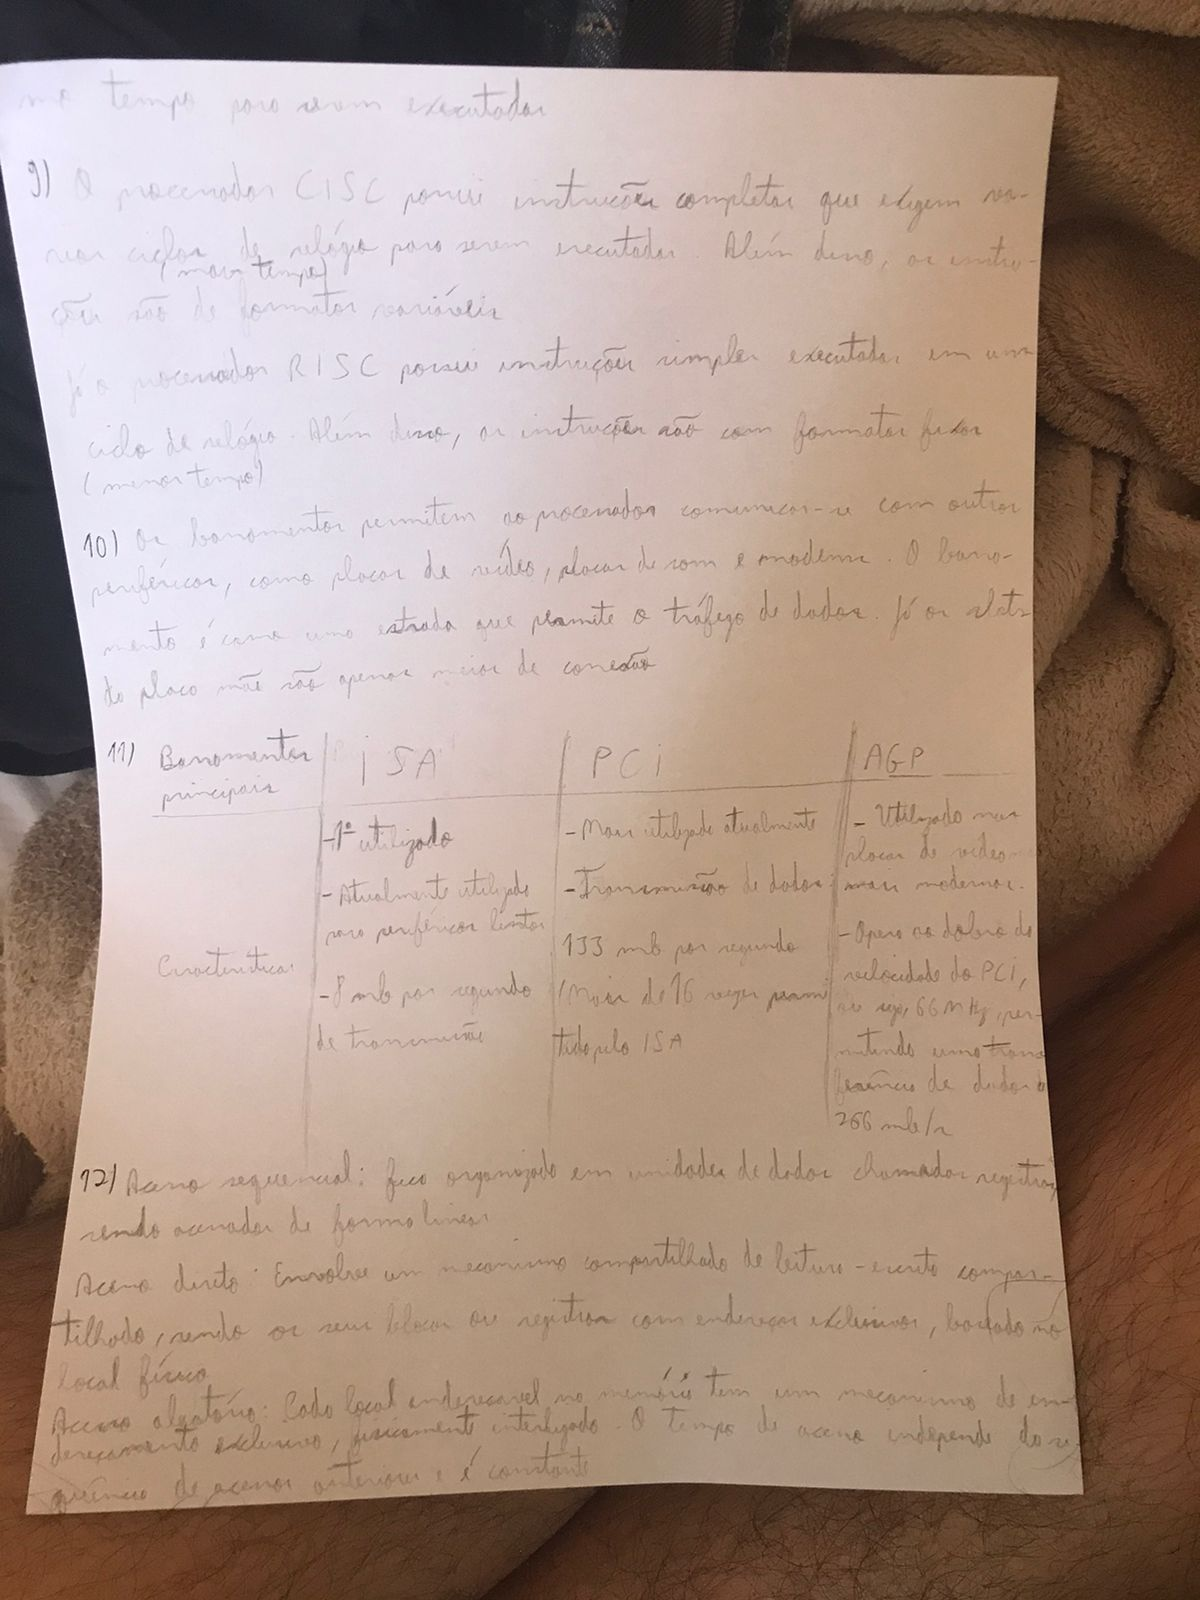 mo tempo para serem executadas
9) O processador CISC possui instruções completas que exigem vá-
rios ciclos de relógio para serem executadas. Além disso, as instru-
(mais tempo)
ções são de formatos variáveis
Já o processador RISC possui instruções simples executadas em um
ciclo de relógio. Além disso, as instruções são com formatos fixos
(menos tempo)
10) Os barramentos permitem ao processador comunicar-se com outros
periféricos, como placas de vídeo, placas de som e modems. O barra-
mento é como uma estrada que permite o tráfego de dados. Já os slots
da placa mãe são apenas meios de conexão
11) Barramentos principais | ISA | PCI | AGP
Características
- 1º utilizado
- Atualmente utilizado
para periféricos lentos
- 8 mb por segundo
de transmissão
- Mais utilizado atualmente
- Transmissão de dados:
133 mb por segundo
(Mais de 16 vezes permi
tido pelo ISA
- Utilizado nas
placas de vídeo
mais modernas.
- Opera ao dobro da
velocidade do PCI,
ou seja, 66 MHz, per-
mitindo uma trans
ferência de dados a
266 mb/s
12) Acesso sequencial: fica organizado em unidades de dados chamadas registros
sendo acessados de forma linear
Acesso direto: Envolve um mecanismo compartilhado de leitura-escrita compar-
tilhado, sendo os seus blocos ou registros com endereços exclusivos, baseado no
local físico
Acesso aleatório: Cada local endereçável na memória tem um mecanismo de en-
dereçamento exclusivo, fisicamente interligado. O tempo de acesso independe da se-
quência de acessos anteriores e é constante